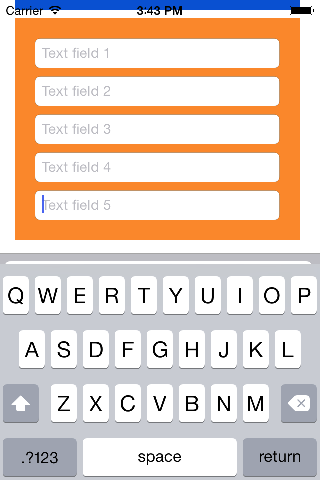 Carrier 3:43 PM
Text field 1
Text field 2
Text field 3
Text field 4
Text field 5
Q W E R T Y U I O P
A S D F G H J K L
Z X C V B N M
.?123 space return